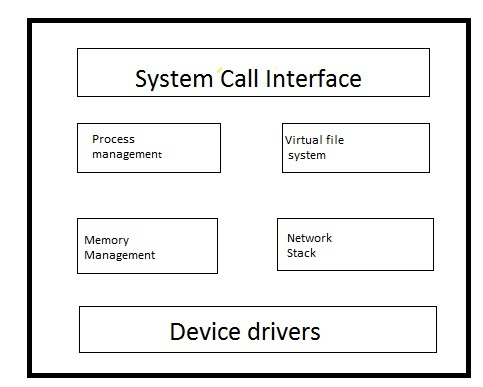 System Call Interface
Process
management
Virtual file
system
Memory
Management
Network
Stack
Device drivers